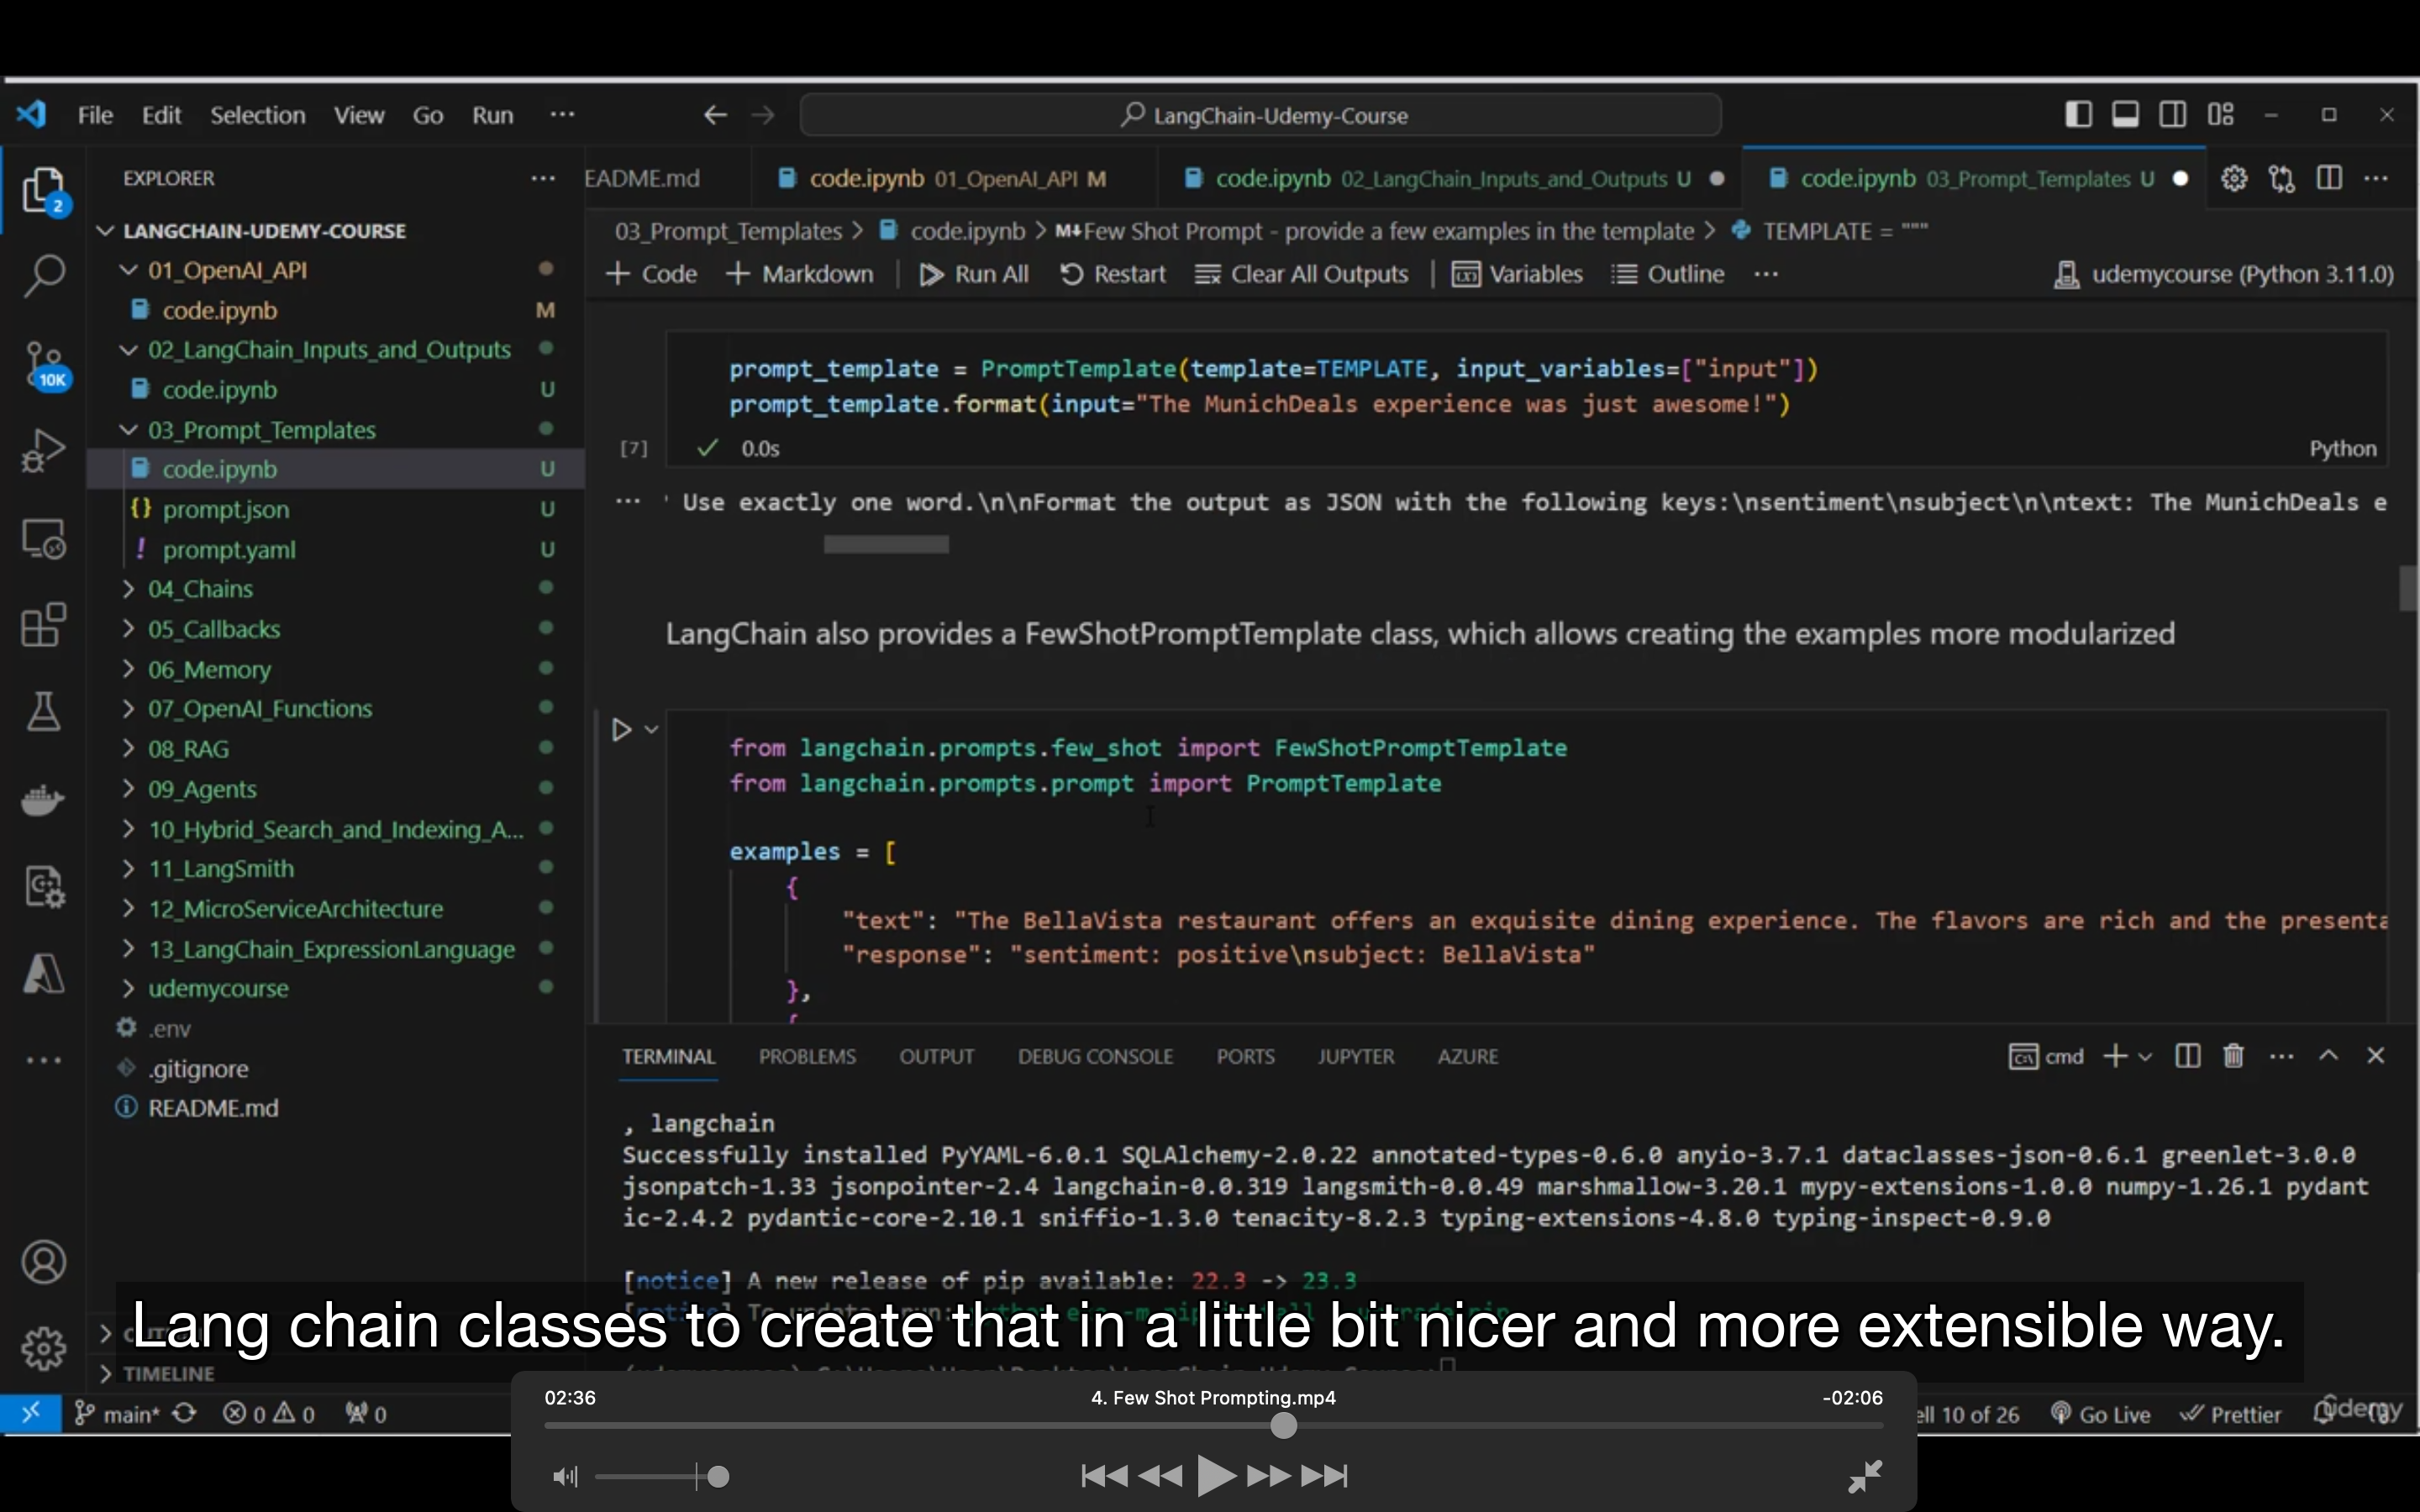 File Edit Selection View Go Run ...
LangChain-Udemy-Course
EXPLORER ...
2
LANGCHAIN-UDEMY-COURSE
01_OpenAI_API
code.ipynb M
02_LangChain_Inputs_and_Outputs
code.ipynb U
10K
03_Prompt_Templates
code.ipynb U
{} prompt.json U
! prompt.yaml U
04_Chains
05_Callbacks
06_Memory
07_OpenAI_Functions
08_RAG
09_Agents
10_Hybrid_Search_and_Indexing_A...
11_LangSmith
12_MicroServiceArchitecture
13_LangChain_ExpressionLanguage
udemycourse
.env
.gitignore
README.md
TIMELINE
EADME.md code.ipynb 01_OpenAI_API M code.ipynb 02_LangChain_Inputs_and_Outputs U code.ipynb 03_Prompt_Templates U
03_Prompt_Templates > code.ipynb > M↓Few Shot Prompt - provide a few examples in the template > TEMPLATE = """
+ Code + Markdown | Run All Restart Clear All Outputs | Variables Outline ... udemycourse (Python 3.11.0)
prompt_template = PromptTemplate(template=TEMPLATE, input_variables=["input"])
prompt_template.format(input="The MunichDeals experience was just awesome!")
[7] ✓ 0.0s Python
... ' Use exactly one word.\n\nFormat the output as JSON with the following keys:\nsentiment\nsubject\n\ntext: The MunichDeals e
LangChain also provides a FewShotPromptTemplate class, which allows creating the examples more modularized
from langchain.prompts.few_shot import FewShotPromptTemplate
from langchain.prompts.prompt import PromptTemplate
examples = [
{
"text": "The BellaVista restaurant offers an exquisite dining experience. The flavors are rich and the presenta
"response": "sentiment: positive\nsubject: BellaVista"
},
{
TERMINAL PROBLEMS OUTPUT DEBUG CONSOLE PORTS JUPYTER AZURE cmd
, langchain
Successfully installed PyYAML-6.0.1 SQLAlchemy-2.0.22 annotated-types-0.6.0 anyio-3.7.1 dataclasses-json-0.6.1 greenlet-3.0.0
jsonpatch-1.33 jsonpointer-2.4 langchain-0.0.319 langsmith-0.0.49 marshmallow-3.20.1 mypy-extensions-1.0.0 numpy-1.26.1 pydant
ic-2.4.2 pydantic-core-2.10.1 sniffio-1.3.0 tenacity-8.2.3 typing-extensions-4.8.0 typing-inspect-0.9.0
[notice] A new release of pip available: 22.3 -> 23.3
Lang chain classes to create that in a little bit nicer and more extensible way.
02:36 4. Few Shot Prompting.mp4 -02:06
main* 0 0 0 ell 10 of 26 Go Live Prettier
Udemy